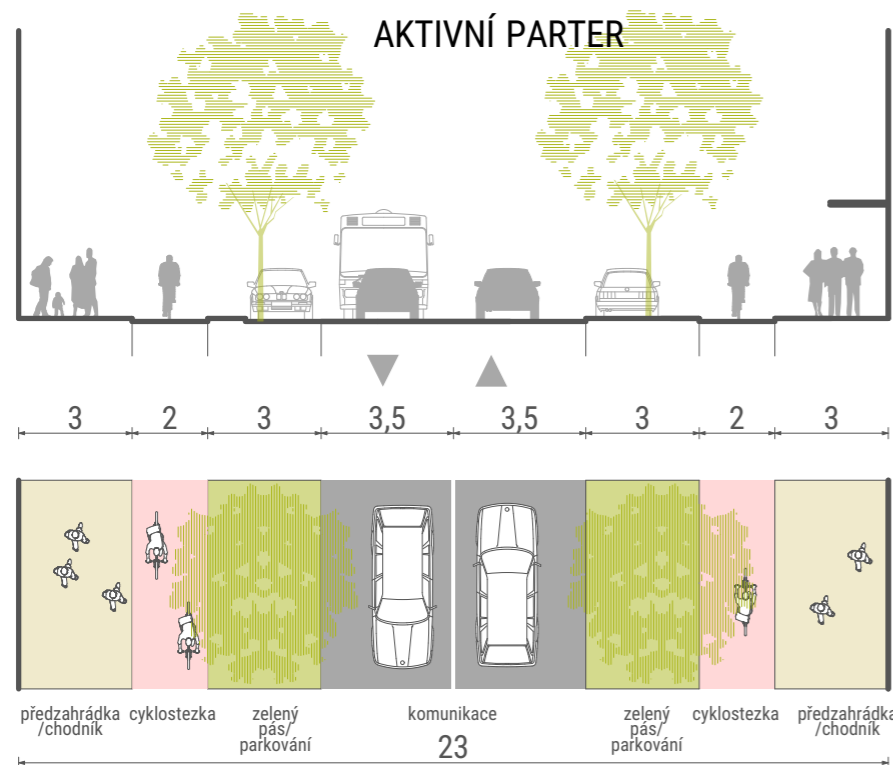 AKTIVNÍ PARTER
3 2 3 3,5 3,5 3 2 3
předzahrádka
/chodník
cyklostezka
zelený
pás/
parkování
komunikace
zelený
pás/
parkování
cyklostezka
předzahrádka
/chodník
23